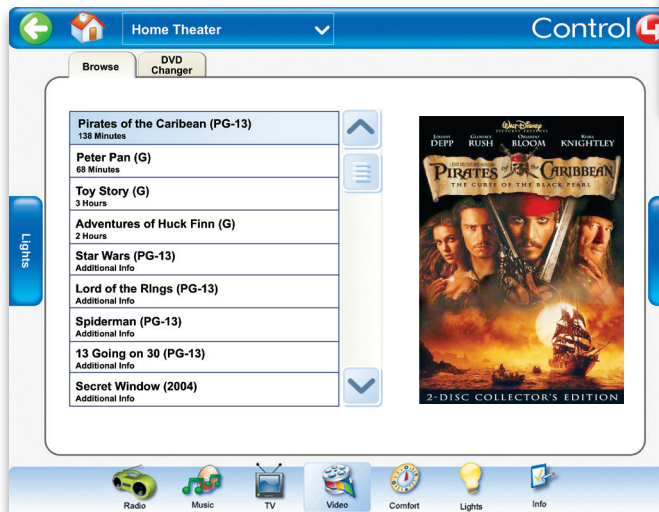 Home Theater
Control4
Browse
DVD
Changer
Pirates of the Caribean (PG-13)
138 Minutes
Peter Pan (G)
68 Minutes
Toy Story (G)
3 Hours
Adventures of Huck Finn (G)
2 Hours
Star Wars (PG-13)
Additional Info
Lord of the RIngs (PG-13)
Additional Info
Spiderman (PG-13)
Additional Info
13 Going on 30 (PG-13)
Additional Info
Secret Window (2004)
Additional Info
Lights
Walt Disney
PICTURES PRESENTS
JOHNNY DEPP GEOFFREY RUSH ORLANDO BLOOM KEIRA KNIGHTLEY
PIRATES of the CARIBBEAN
THE CURSE OF THE BLACK PEARL
2-DISC COLLECTOR'S EDITION
Radio Music TV Video Comfort Lights Info